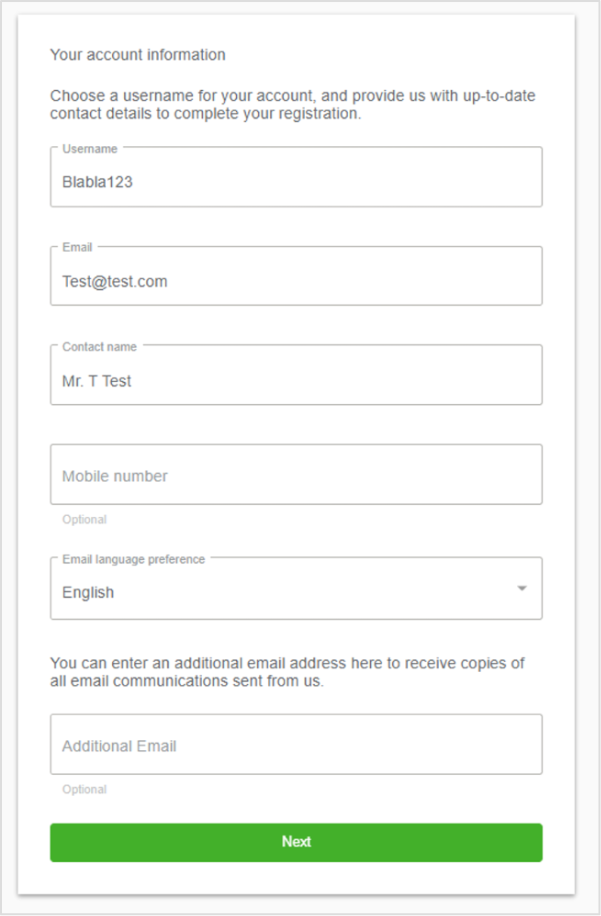 Your account information
Choose a username for your account, and provide us with up-to-date
contact details to complete your registration.
Username
Blabla123
Email
Test@test.com
Contact name
Mr. T Test
Mobile number
Optional
Email language preference
English
You can enter an additional email address here to receive copies of
all email communications sent from us.
Additional Email
Optional
Next